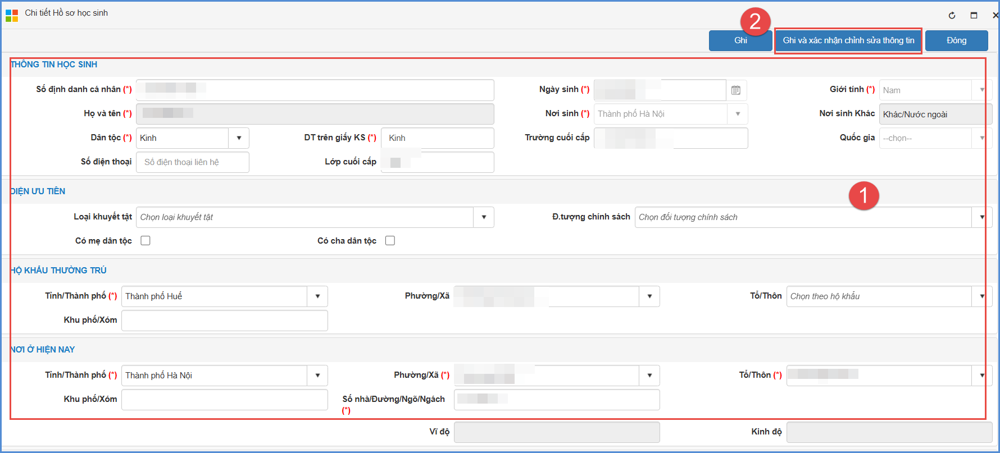 Chi tiết Hồ sơ học sinh
2
Ghi Ghi và xác nhận chỉnh sửa thông tin Đóng
THÔNG TIN HỌC SINH
Số định danh cá nhân (*) Ngày sinh (*) Giới tính (*) Nam
Họ và tên (*) Nơi sinh (*) Thành phố Hà Nội Nơi sinh Khác Khác/Nước ngoài
Dân tộc (*) Kinh DT trên giấy KS (*) Kinh Trường cuối cấp Quốc gia --chọn--
Số điện thoại Số điện thoại liên hệ Lớp cuối cấp
DIỆN ƯU TIÊN
1
Loại khuyết tật Chọn loại khuyết tật Đ.tượng chính sách Chọn đối tượng chính sách
Có mẹ dân tộc Có cha dân tộc
HỘ KHẨU THƯỜNG TRÚ
Tỉnh/Thành phố (*) Thành phố Huế Phường/Xã Tổ/Thôn Chọn theo hộ khẩu
Khu phố/Xóm
NƠI Ở HIỆN NAY
Tỉnh/Thành phố (*) Thành phố Hà Nội Phường/Xã (*) Tổ/Thôn (*)
Khu phố/Xóm Số nhà/Đường/Ngõ/Ngách
(*)
Vĩ độ Kinh độ